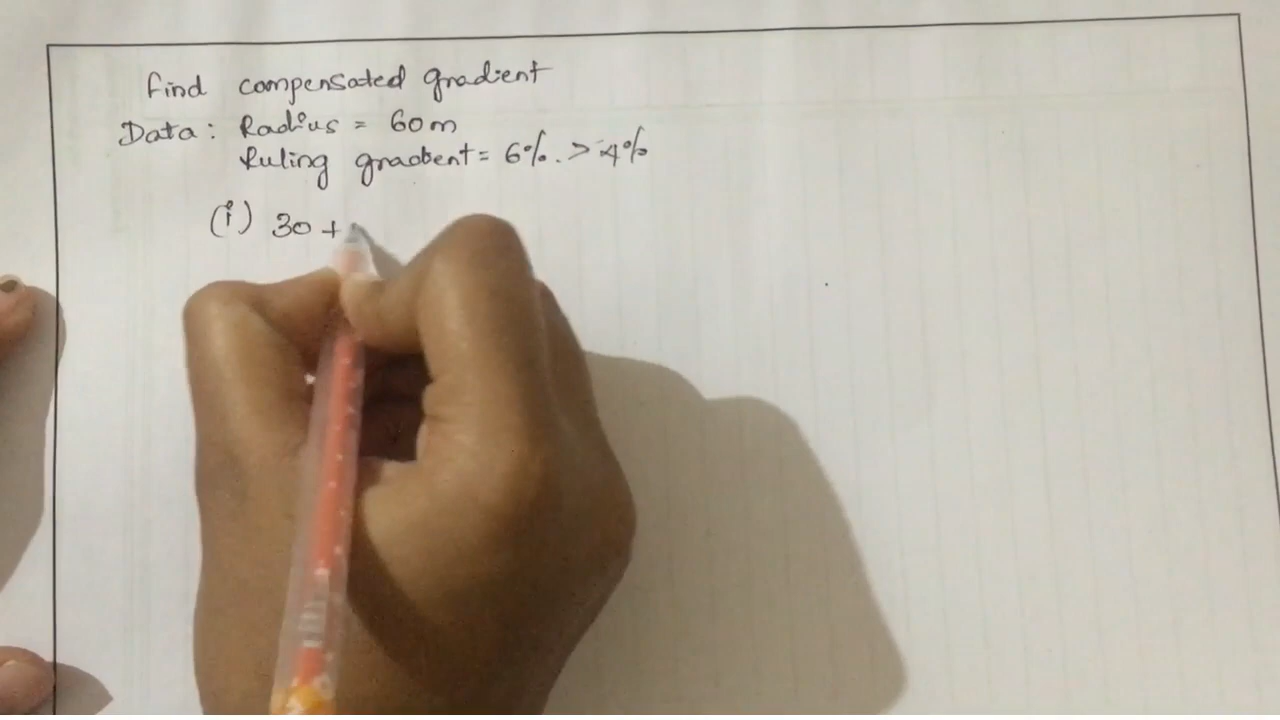 find compensated gradient
Data: Radius = 60m
Ruling gradient = 6%. > 4%
(i) 30 +